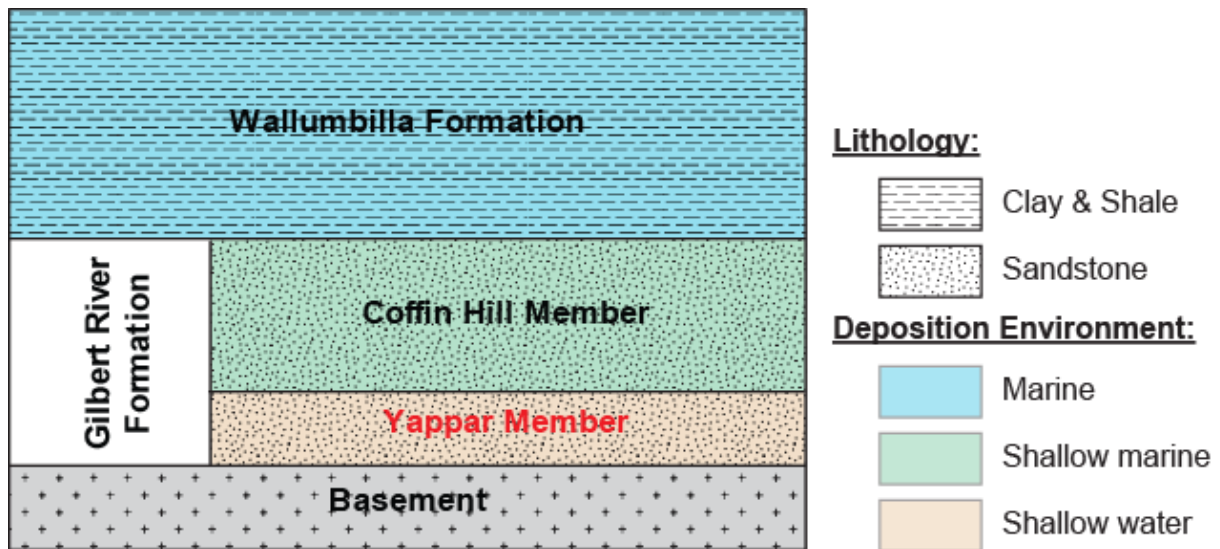 Wallumbilla Formation
Gilbert River
Formation
Coffin Hill Member
Yappar Member
Basement
Lithology:
Clay & Shale
Sandstone
Deposition Environment:
Marine
Shallow marine
Shallow water